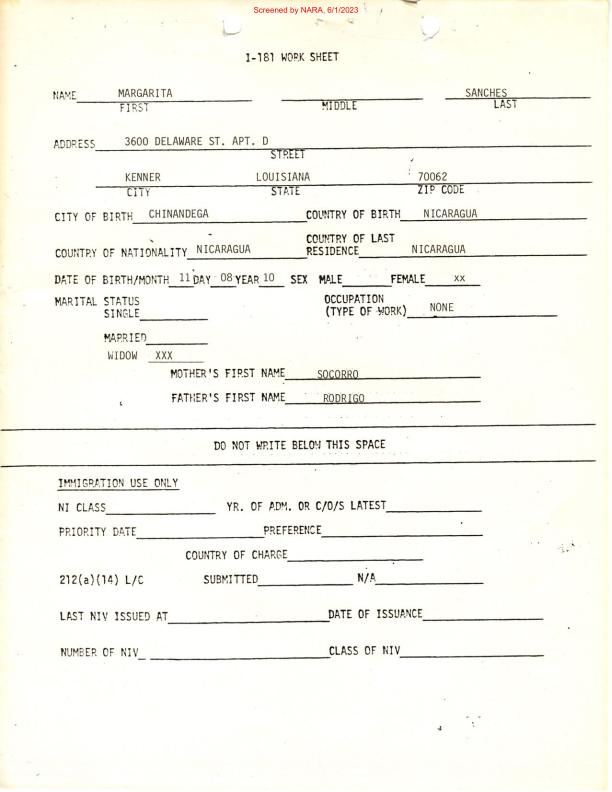 Screened by NARA, 6/1/2023
I-181 WORK SHEET
NAME MARGARITA SANCHES
FIRST MIDDLE LAST
ADDRESS 3600 DELAWARE ST. APT. D
STREET
KENNER LOUISIANA 70062
CITY STATE ZIP CODE
CITY OF BIRTH CHINANDEGA COUNTRY OF BIRTH NICARAGUA
COUNTRY OF NATIONALITY NICARAGUA COUNTRY OF LAST RESIDENCE NICARAGUA
DATE OF BIRTH/MONTH 11 DAY 08 YEAR 10 SEX MALE FEMALE xx
MARITAL STATUS OCCUPATION
SINGLE (TYPE OF WORK) NONE
MARRIED
WIDOW XXX
MOTHER'S FIRST NAME SOCORRO
FATHER'S FIRST NAME RODRIGO
DO NOT WRITE BELOW THIS SPACE
IMMIGRATION USE ONLY
NI CLASS YR. OF ADM. OR C/O/S LATEST
PRIORITY DATE PREFERENCE
COUNTRY OF CHARGE
212(a)(14) L/C SUBMITTED N/A
LAST NIV ISSUED AT DATE OF ISSUANCE
NUMBER OF NIV CLASS OF NIV